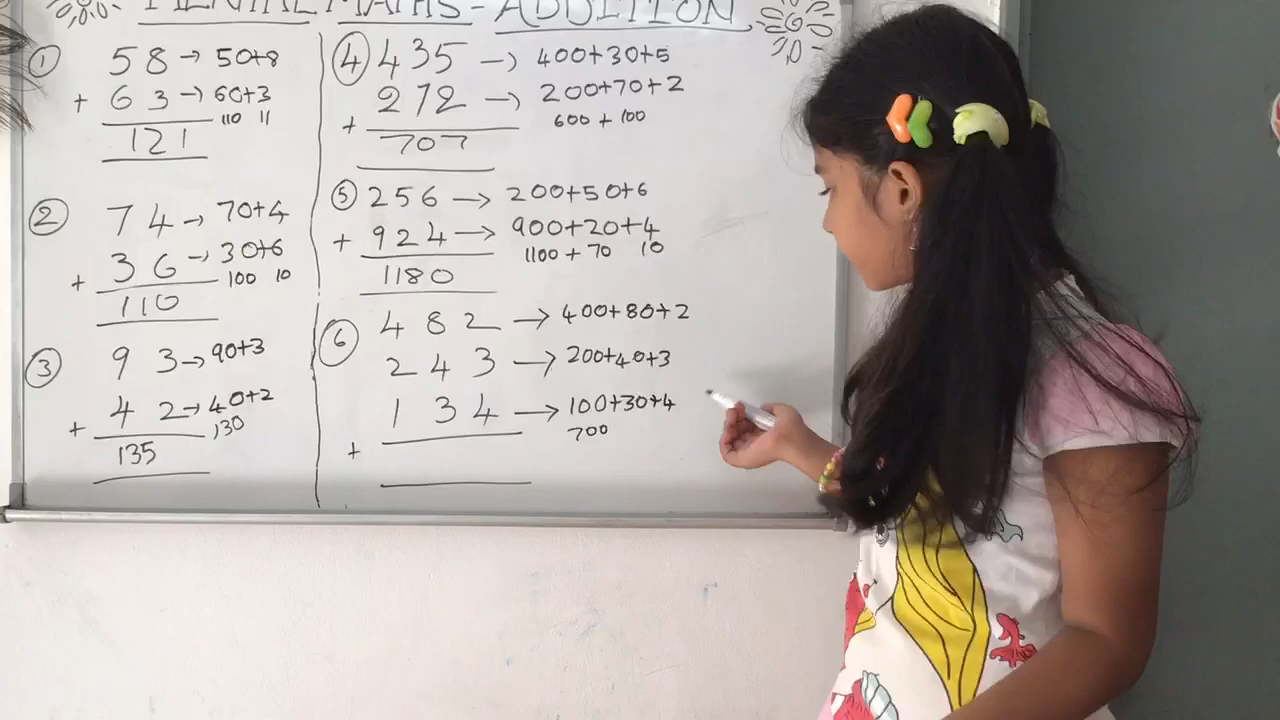 MENTAL MATHS - ADDITION
① 58 → 50+8
+ 63 → 60+3
110 11
121
② 74 → 70+4
+ 36 → 30+6
100 10
110
③ 93 → 90+3
+ 42 → 40+2
130
135
④ 435 → 400+30+5
+ 272 → 200+70+2
600 + 100
707
⑤ 256 → 200+50+6
+ 924 → 900+20+4
1100 + 70 10
1180
⑥ 482 → 400+80+2
243 → 200+40+3
+ 134 → 100+30+4
700